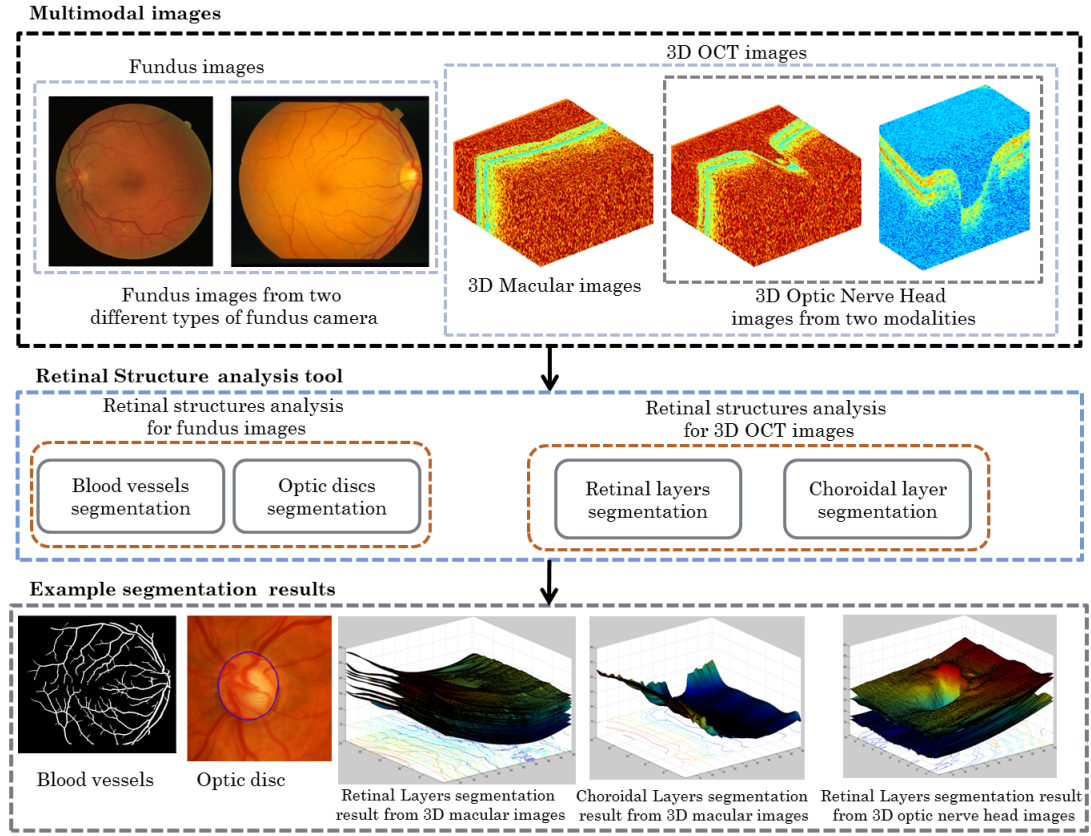 Multimodal images
Fundus images
3D OCT images
3D Macular images
Fundus images from two
different types of fundus camera
3D Optic Nerve Head
images from two modalities
Retinal Structure analysis tool
Retinal structures analysis
for fundus images
Retinal structures analysis
for 3D OCT images
Blood vessels
segmentation
Optic discs
segmentation
Retinal layers
segmentation
Choroidal layer
segmentation
Example segmentation results
Blood vessels
Optic disc
Retinal Layers segmentation
result from 3D macular images
Choroidal Layers segmentation
result from 3D macular images
Retinal Layers segmentation result
from 3D optic nerve head images